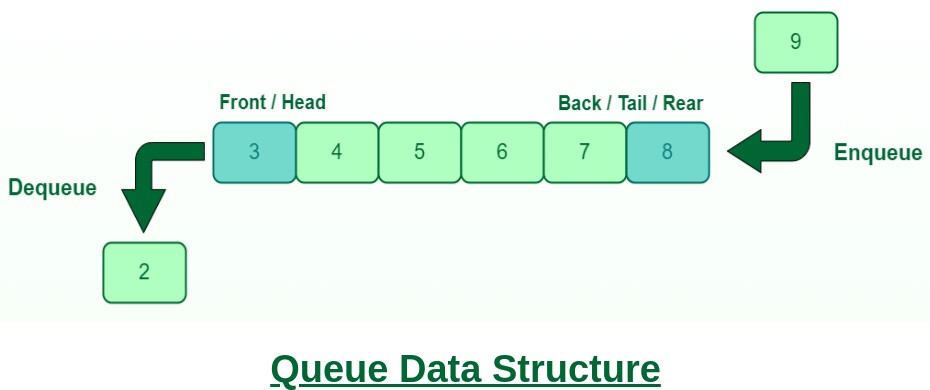 9
Front / Head
Back / Tail / Rear
3 4 5 6 7 8
Enqueue
Dequeue
2
Queue Data Structure